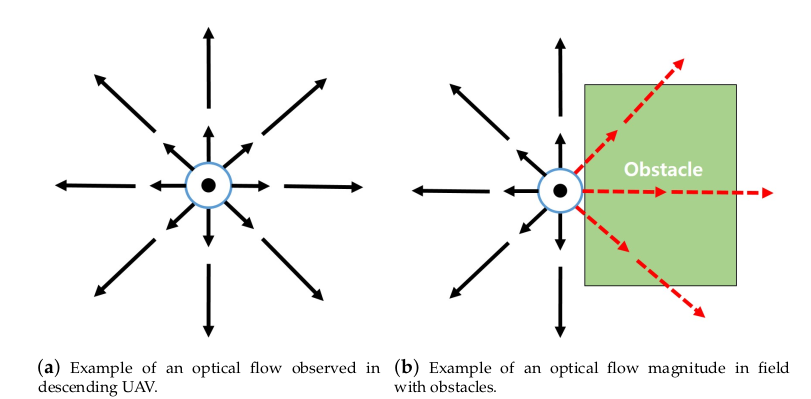 Obstacle
(a) Example of an optical flow observed in
descending UAV.
(b) Example of an optical flow magnitude in field
with obstacles.